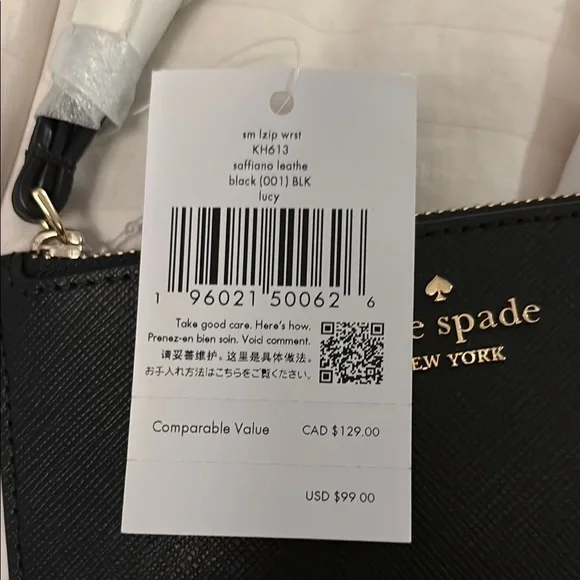 sm lzip wrst
KH613
saffiano leathe
black (001) BLK
lucy
1 96021 50062 6
Take good care. Here's how.
Prenez-en bien soin. Void comment.
请妥善维护。这里是具体做法。
お手入れ方法はこちらをご覧ください。
Comparable Value CAD $129.00
USD $99.00
e spade
EW YORK